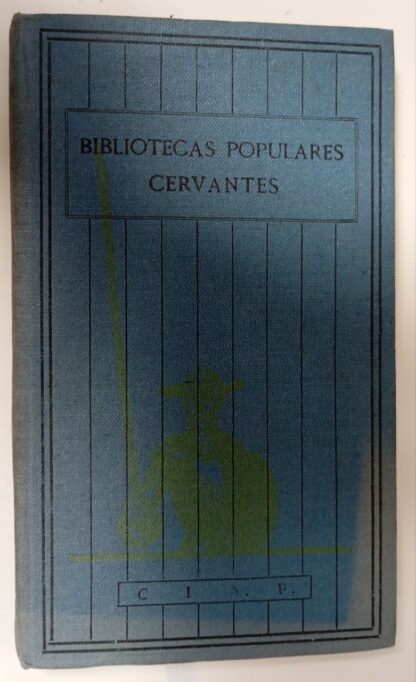 BIBLIOTECAS POPULARES
CERVANTES
C. I. A. P.